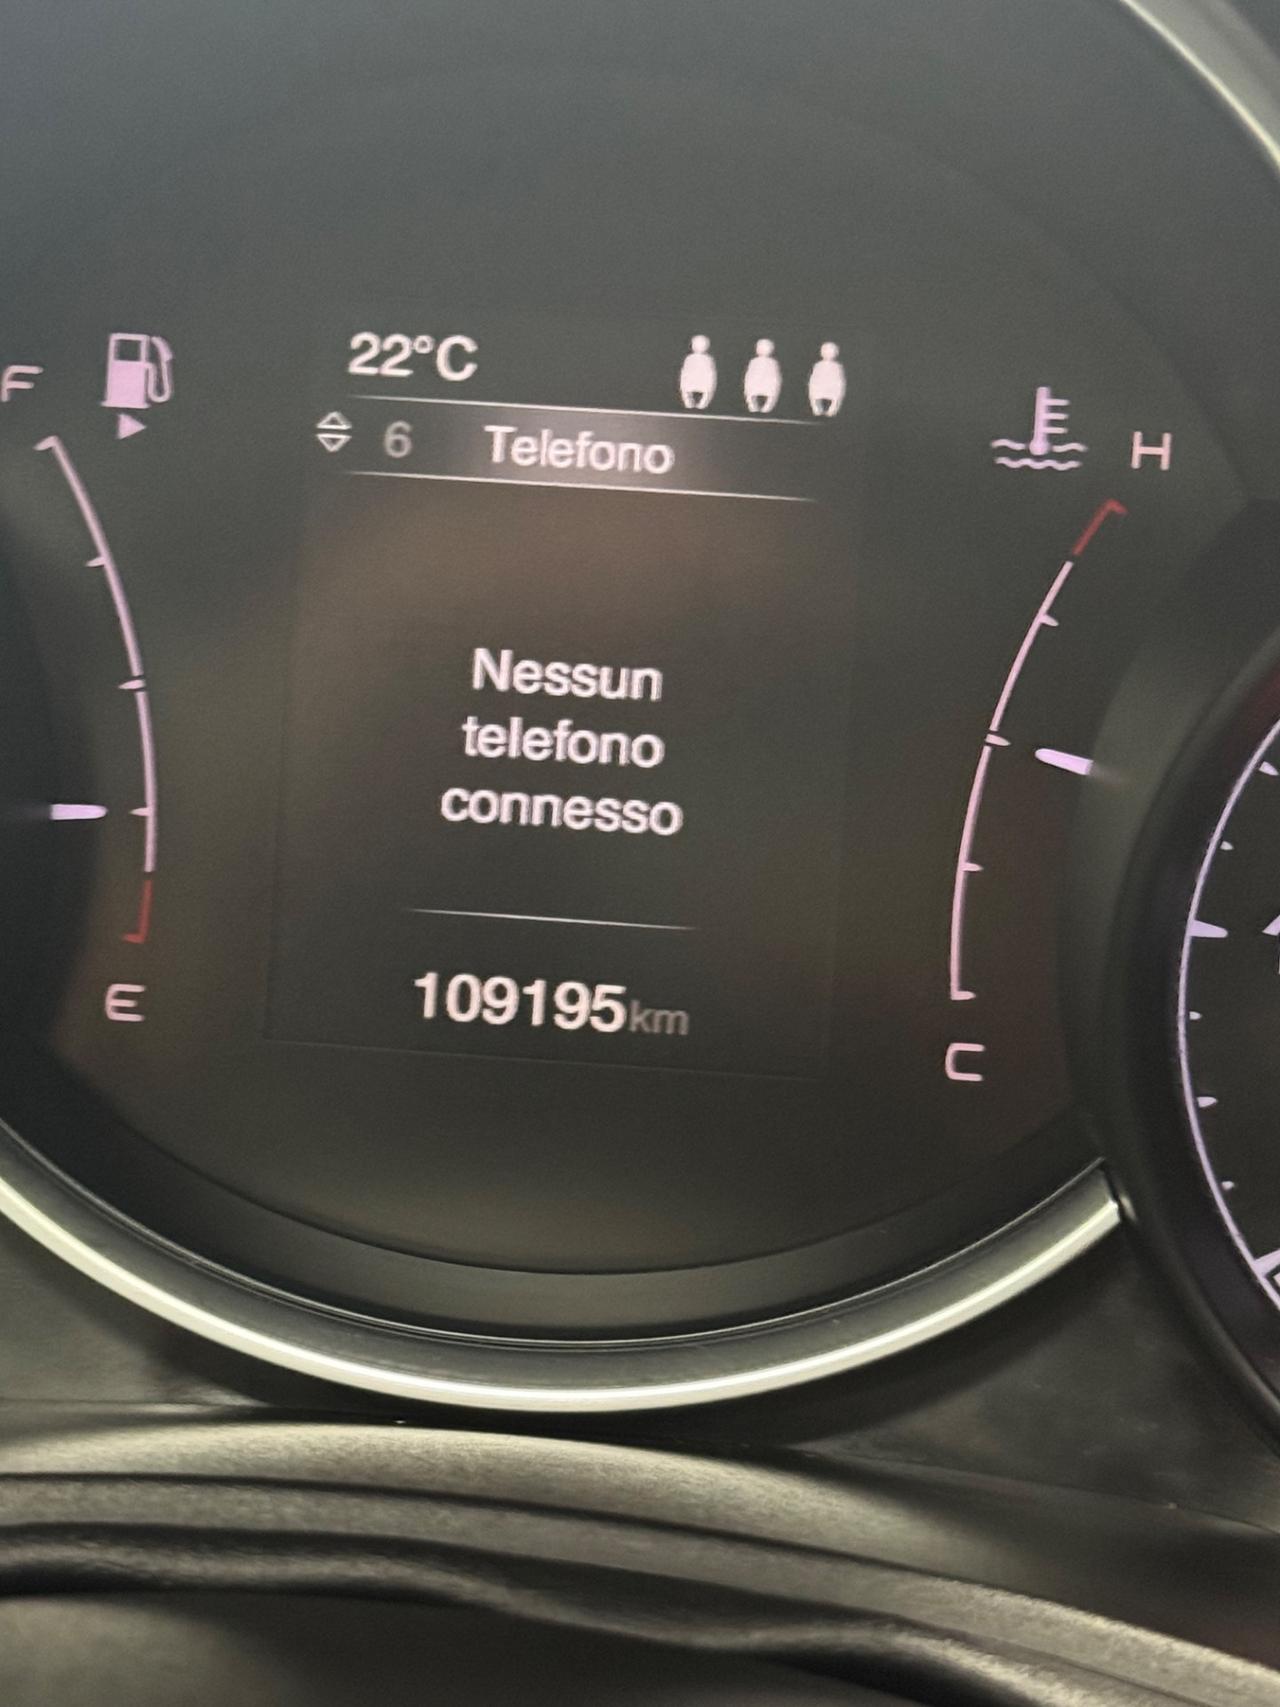 22°C
F
6 Telefono
H
Nessun
telefono
connesso
E
109195km
C